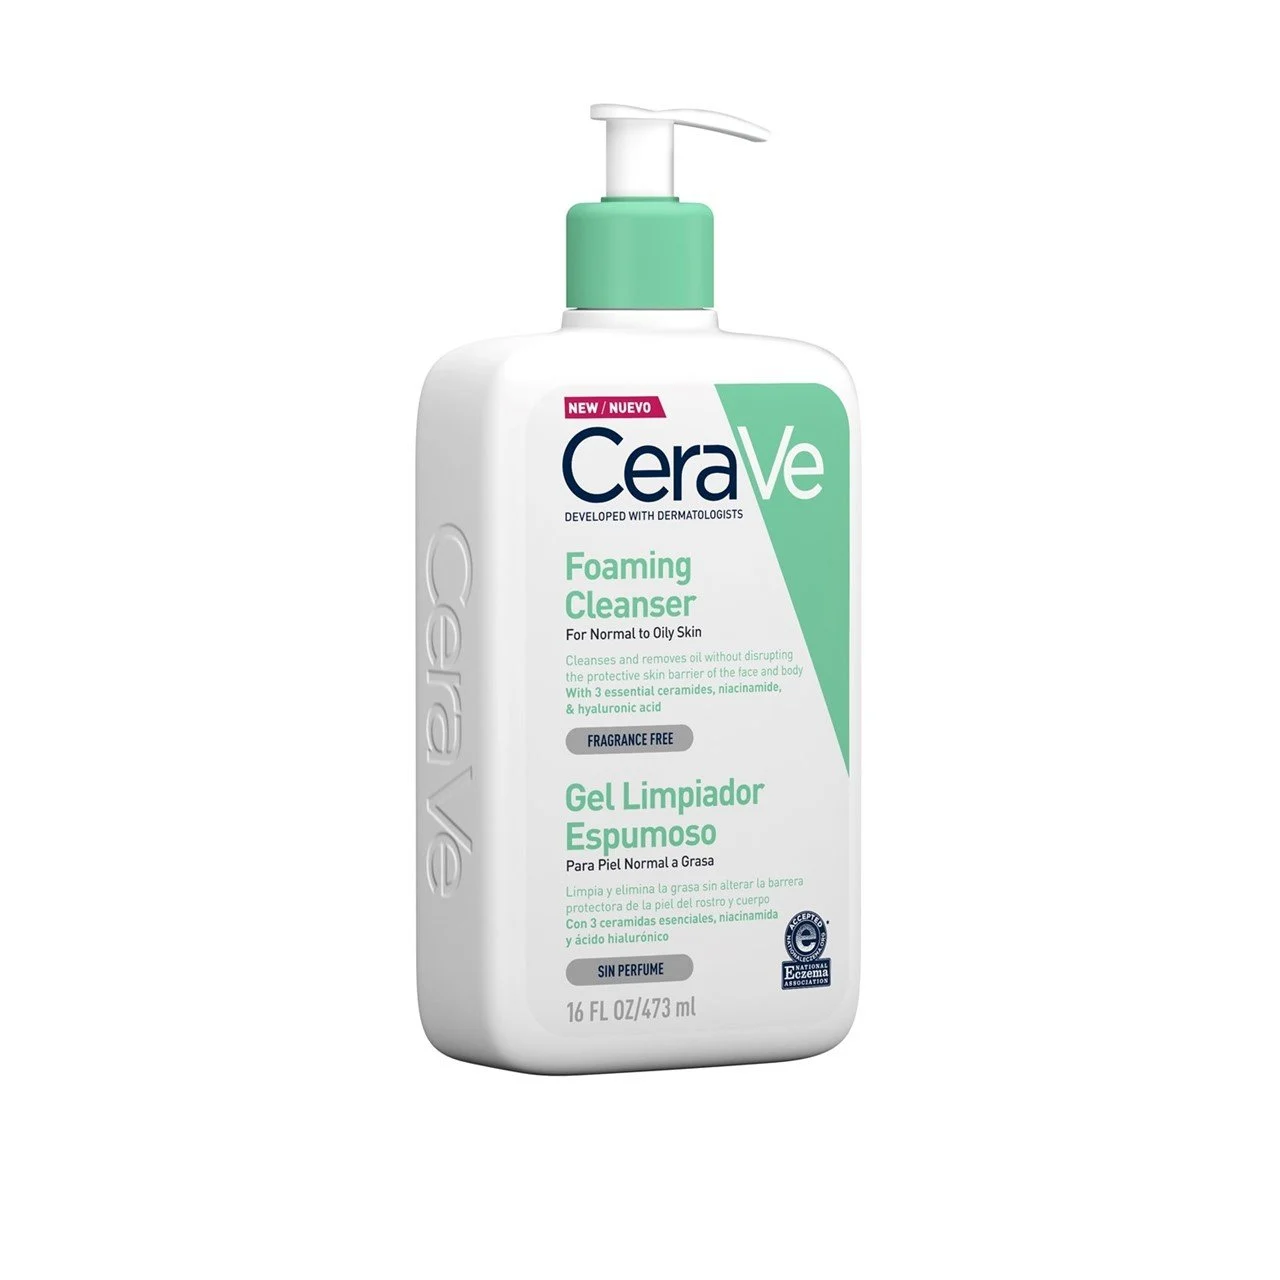 NEW / NUEVO
CeraVe
DEVELOPED WITH DERMATOLOGISTS
Foaming
Cleanser
For Normal to Oily Skin
Cleanses and removes oil without disrupting
the protective skin barrier of the face and body
With 3 essential ceramides, niacinamide,
& hyaluronic acid
FRAGRANCE FREE
Gel Limpiador
Espumoso
Para Piel Normal a Grasa
Limpia y elimina la grasa sin alterar la barrera
protectora de la piel del rostro y cuerpo
Con 3 ceramidas esenciales, niacinamida
y ácido hialurónico
SIN PERFUME
16 FL OZ/473 ml
ACCEPTED
e
NATIONALECZEMA.ORG
NATIONAL
Eczema
ASSOCIATION
CeraVe